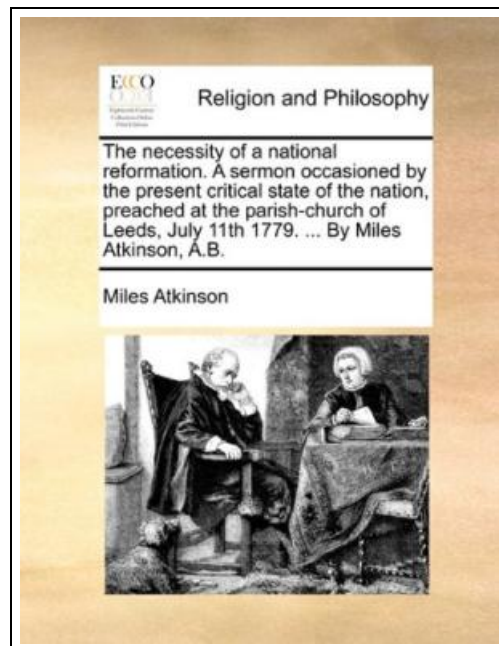 ECCO
Religion and Philosophy
The necessity of a national
reformation. A sermon occasioned by
the present critical state of the nation,
preached at the parish-church of
Leeds, July 11th 1779. ... By Miles
Atkinson, A.B.
Miles Atkinson